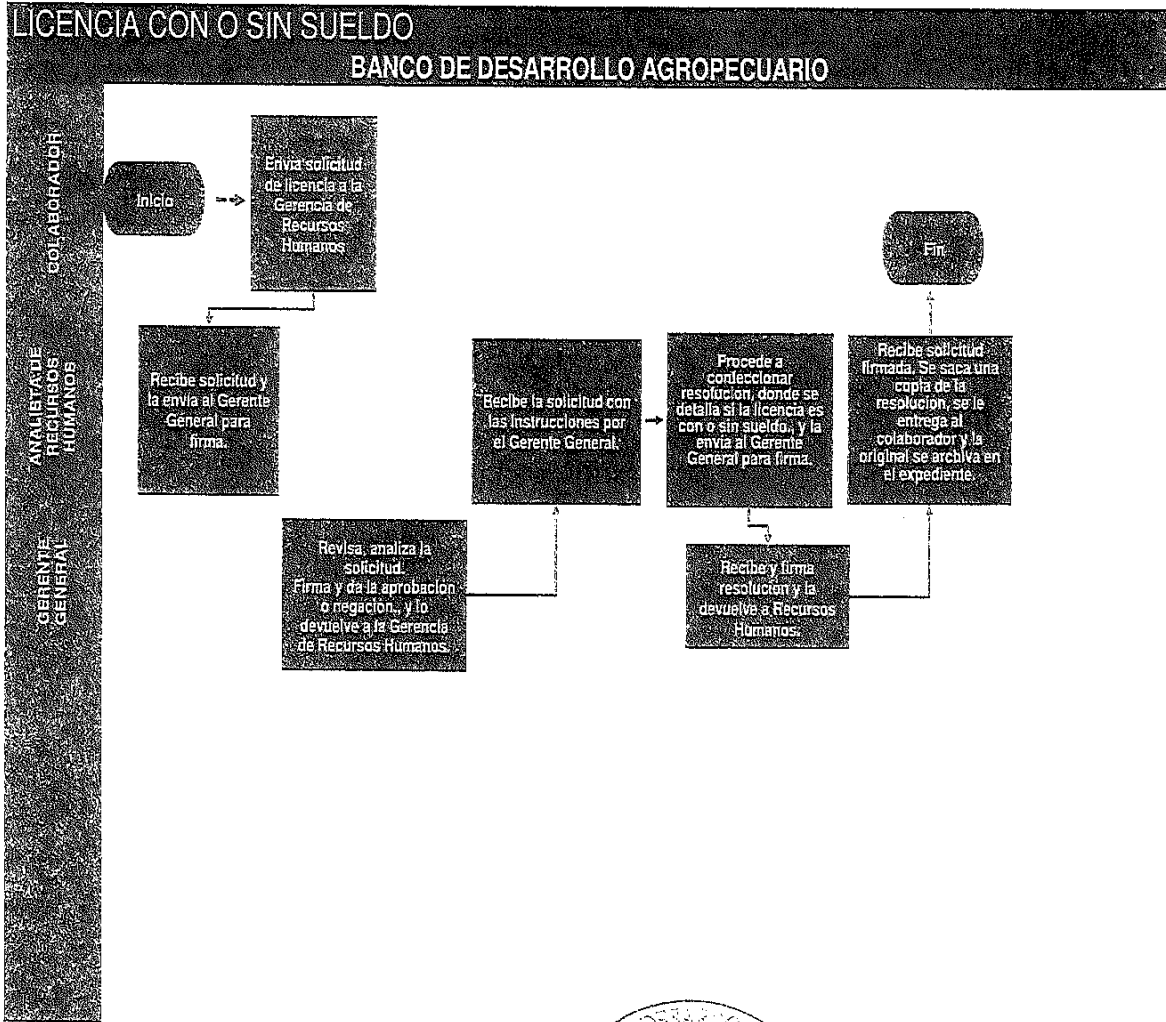 LICENCIA CON O SIN SUELDO
BANCO DE DESARROLLO AGROPECUARIO
COLABORADOR
Inicio
Envia solicitud
de licencia a la
Gerencia de
Recursos
Humanos
Fin
ANALISTA DE
RECURSOS
HUMANOS
Recibe solicitud y
la envia al Gerente
General para
firma.
Recibe la solicitud con
las instrucciones por
el Gerente General.
Procede a
confeccionar
resolución, donde se
detalla si la licencia es
con o sin sueldo., y la
envia al Gerente
General para firma.
Recibe solicitud
firmada. Se saca una
copia de la
resolución, se le
entrega al
colaborador y la
original se archiva en
el expediente.
GERENTE
GENERAL
Revisa, analiza la
solicitud.
Firma y da la aprobación
o negación., y lo
devuelve a la Gerencia
de Recursos Humanos.
Recibe y firma
resolución y la
devuelve a Recursos
Humanos.